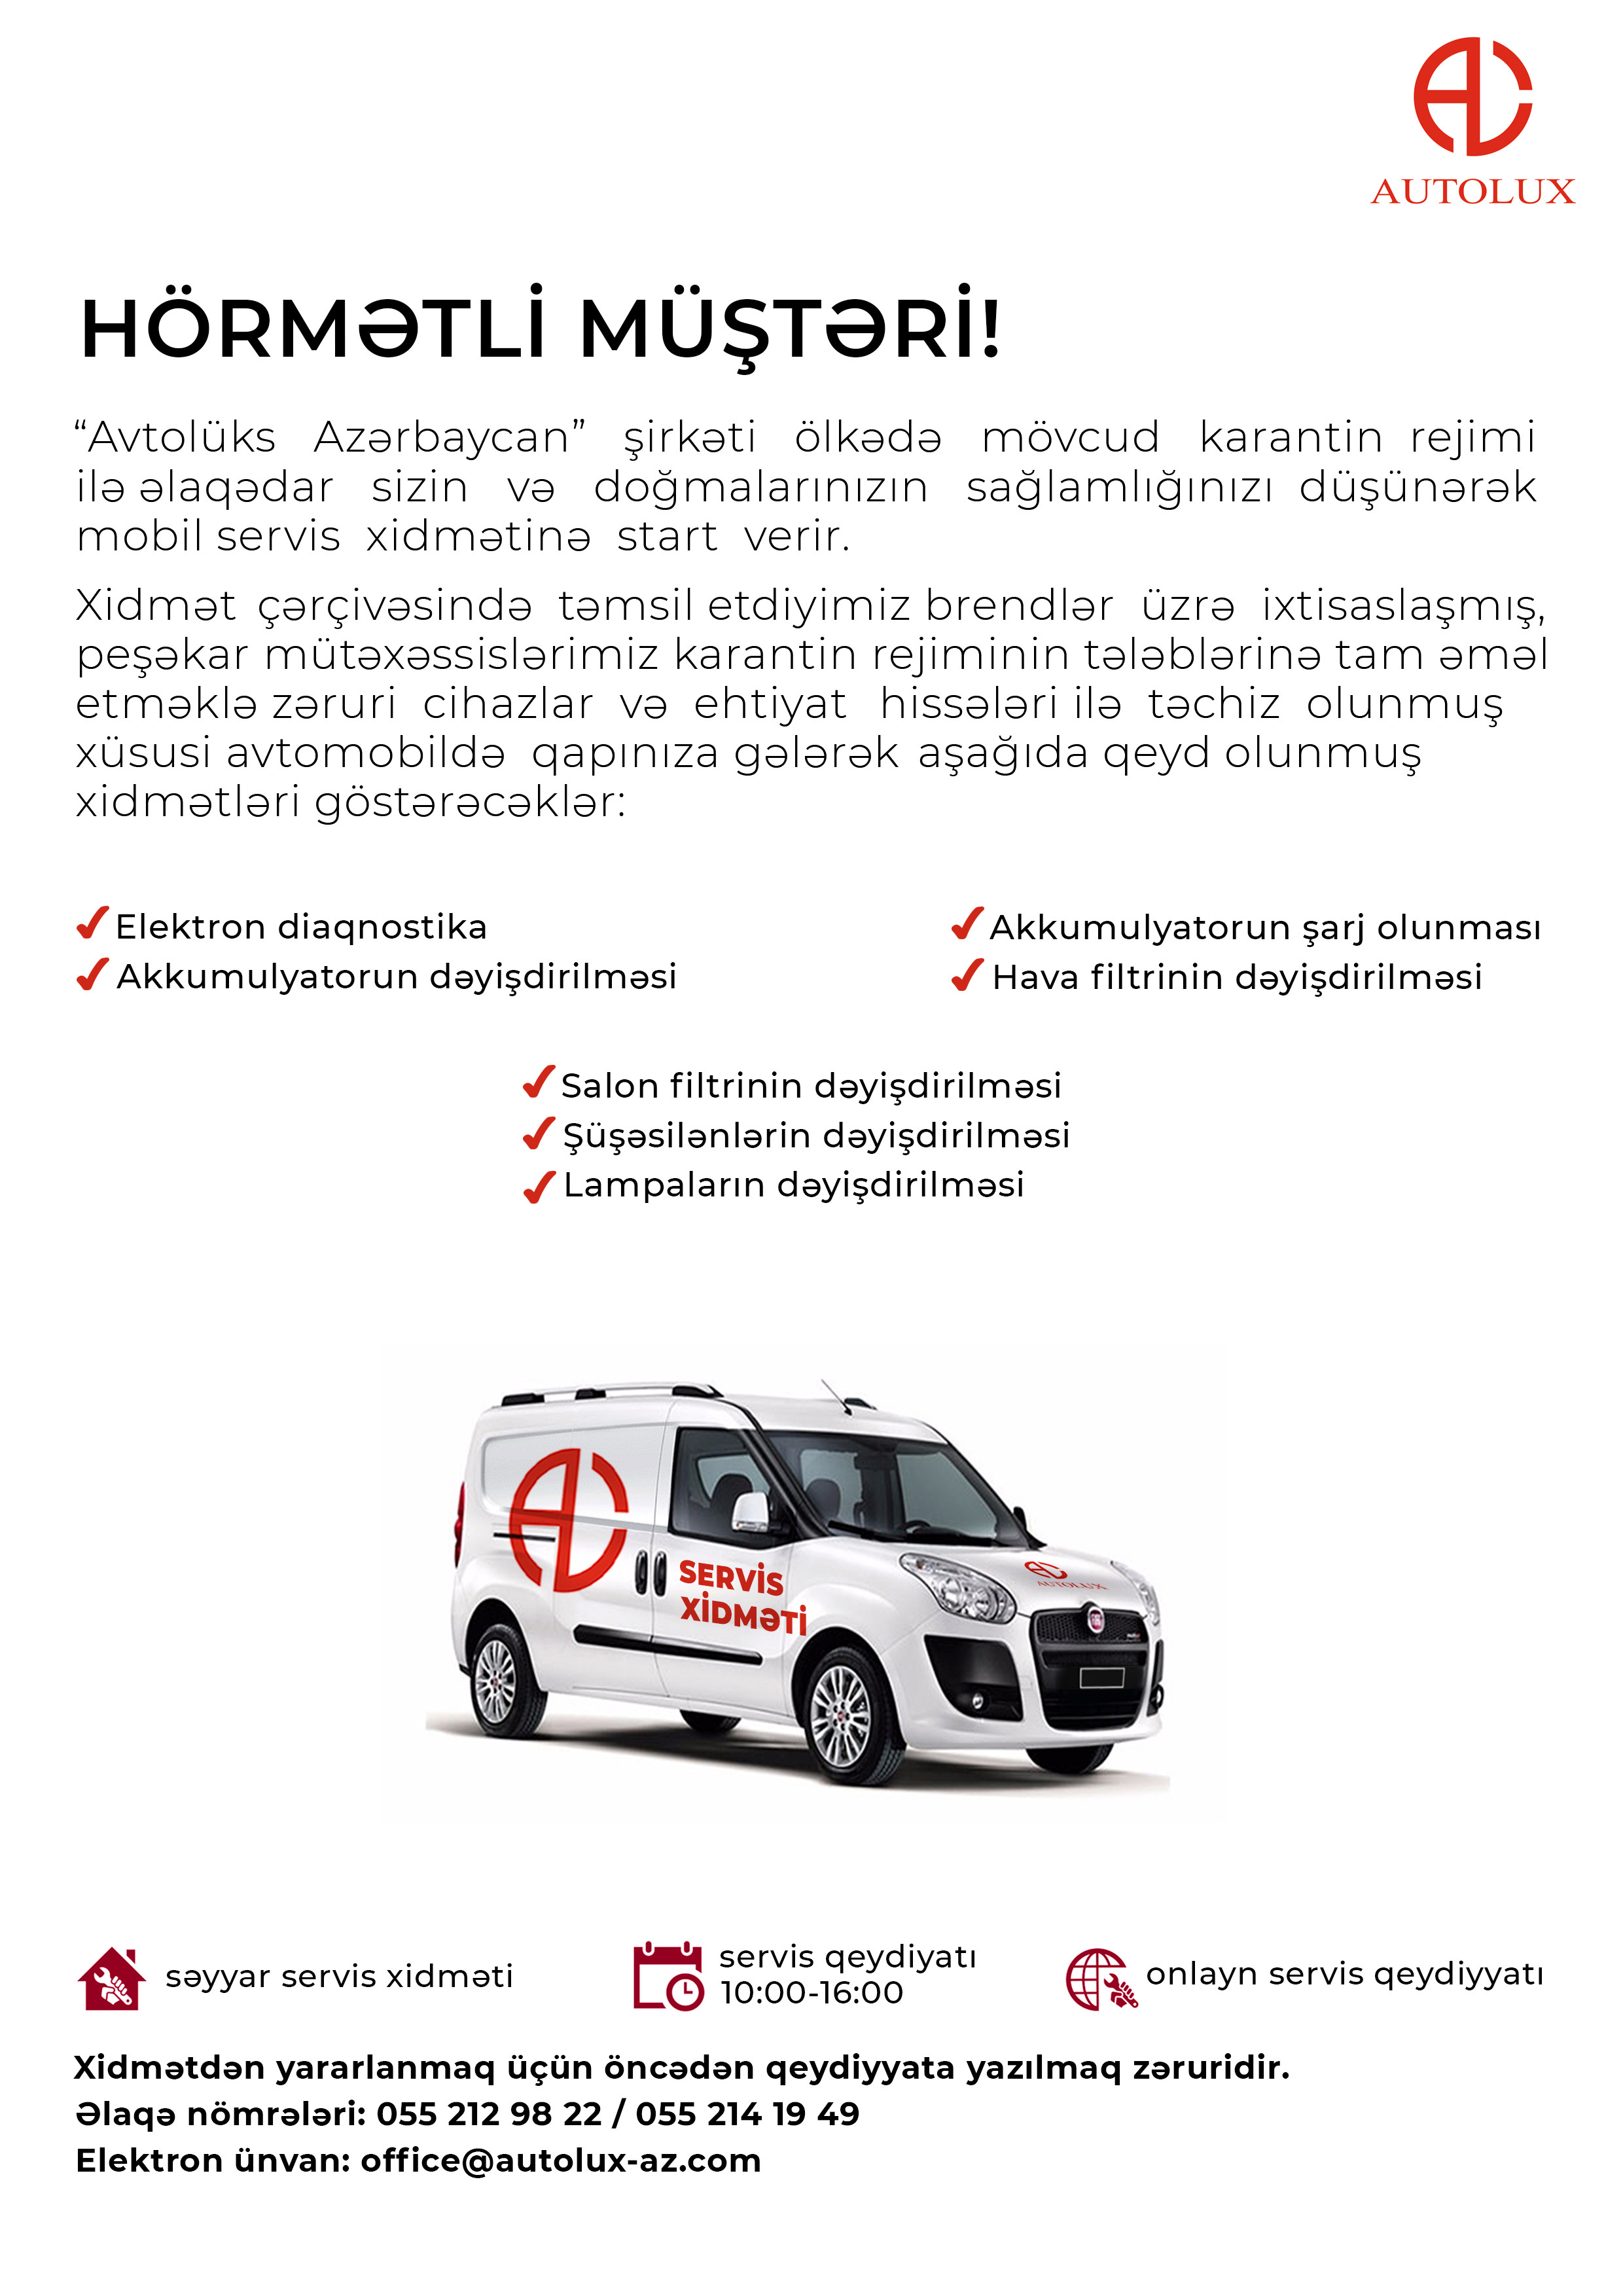 AUTOLUX
HÖRMƏTLİ MÜŞTƏRİ!
“Avtolüks Azərbaycan” şirkəti ölkədə mövcud karantin rejimi
ilə əlaqədar sizin və doğmalarınızın sağlamlığınızı düşünərək
mobil servis xidmətinə start verir.
Xidmət çərçivəsində təmsil etdiyimiz brendlər üzrə ixtisaslaşmış,
peşəkar mütəxəssislərimiz karantin rejiminin tələblərinə tam əməl
etməklə zəruri cihazlar və ehtiyat hissələri ilə təchiz olunmuş
xüsusi avtomobildə qapınıza gələrək aşağıda qeyd olunmuş
xidmətləri göstərəcəklər:
Elektron diaqnostika
Akkumulyatorun dəyişdirilməsi
Akkumulyatorun şarj olunması
Hava filtrinin dəyişdirilməsi
Salon filtrinin dəyişdirilməsi
Şüşəsilənlərin dəyişdirilməsi
Lampaların dəyişdirilməsi
SERVİS
XİDMƏTİ
AUTOLUX
səyyar servis xidməti
servis qeydiyatı
10:00-16:00
onlayn servis qeydiyyatı
Xidmətdən yararlanmaq üçün öncədən qeydiyyata yazılmaq zəruridir.
Əlaqə nömrələri: 055 212 98 22 / 055 214 19 49
Elektron ünvan: office@autolux-az.com